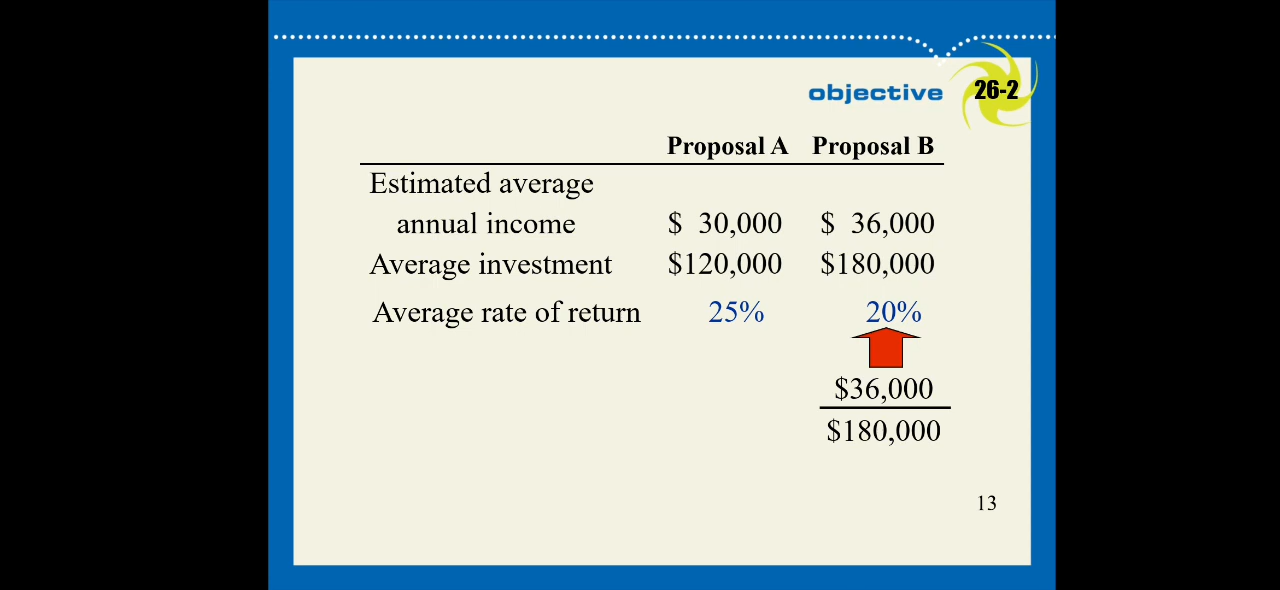 objective 26-2
Proposal A Proposal B
Estimated average
annual income $ 30,000 $ 36,000
Average investment $120,000 $180,000
Average rate of return 25% 20%
$36,000
$180,000
13